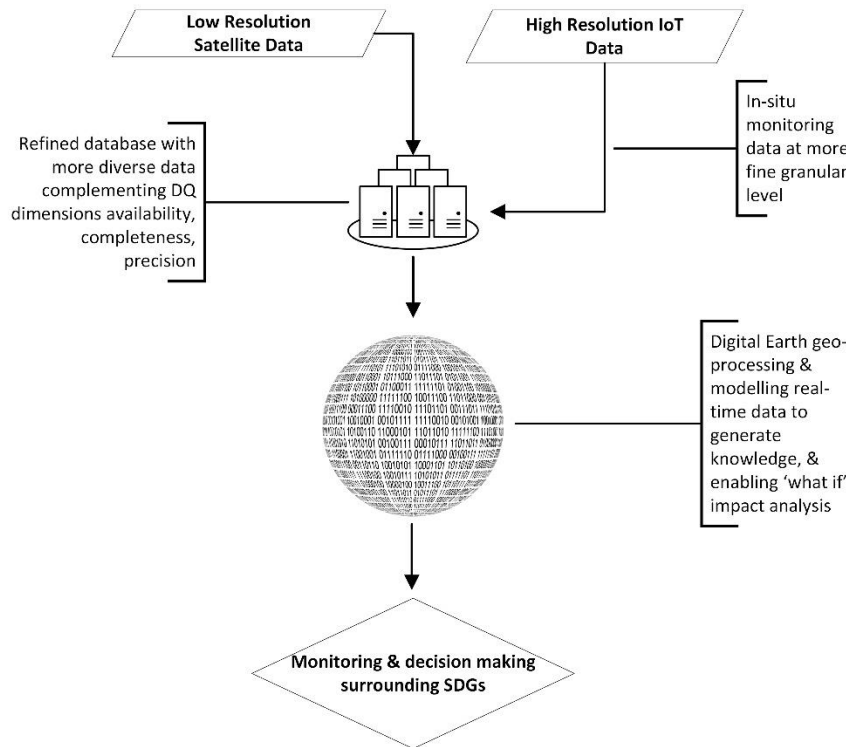 Low Resolution
Satellite Data
High Resolution IoT
Data
In-situ
monitoring
data at more
fine granular
level
Refined database with
more diverse data
complementing DQ
dimensions availability,
completeness,
precision
Digital Earth geo-
processing &
modelling real-
time data to
generate
knowledge, &
enabling ‘what if’
impact analysis
Monitoring & decision making
surrounding SDGs